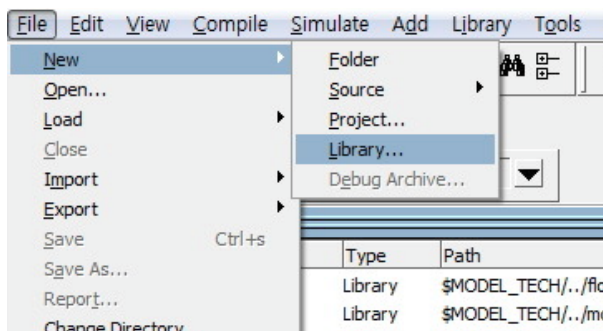 File Edit View Compile Simulate Add Library Tools
New
Open...
Load
Close
Import
Export
Save Ctrl+s
Save As...
Report...
Change Directory
Folder
Source
Project...
Library...
Debug Archive...
Type Path
Library $MODEL_TECH/../flo
Library $MODEL_TECH/../mo